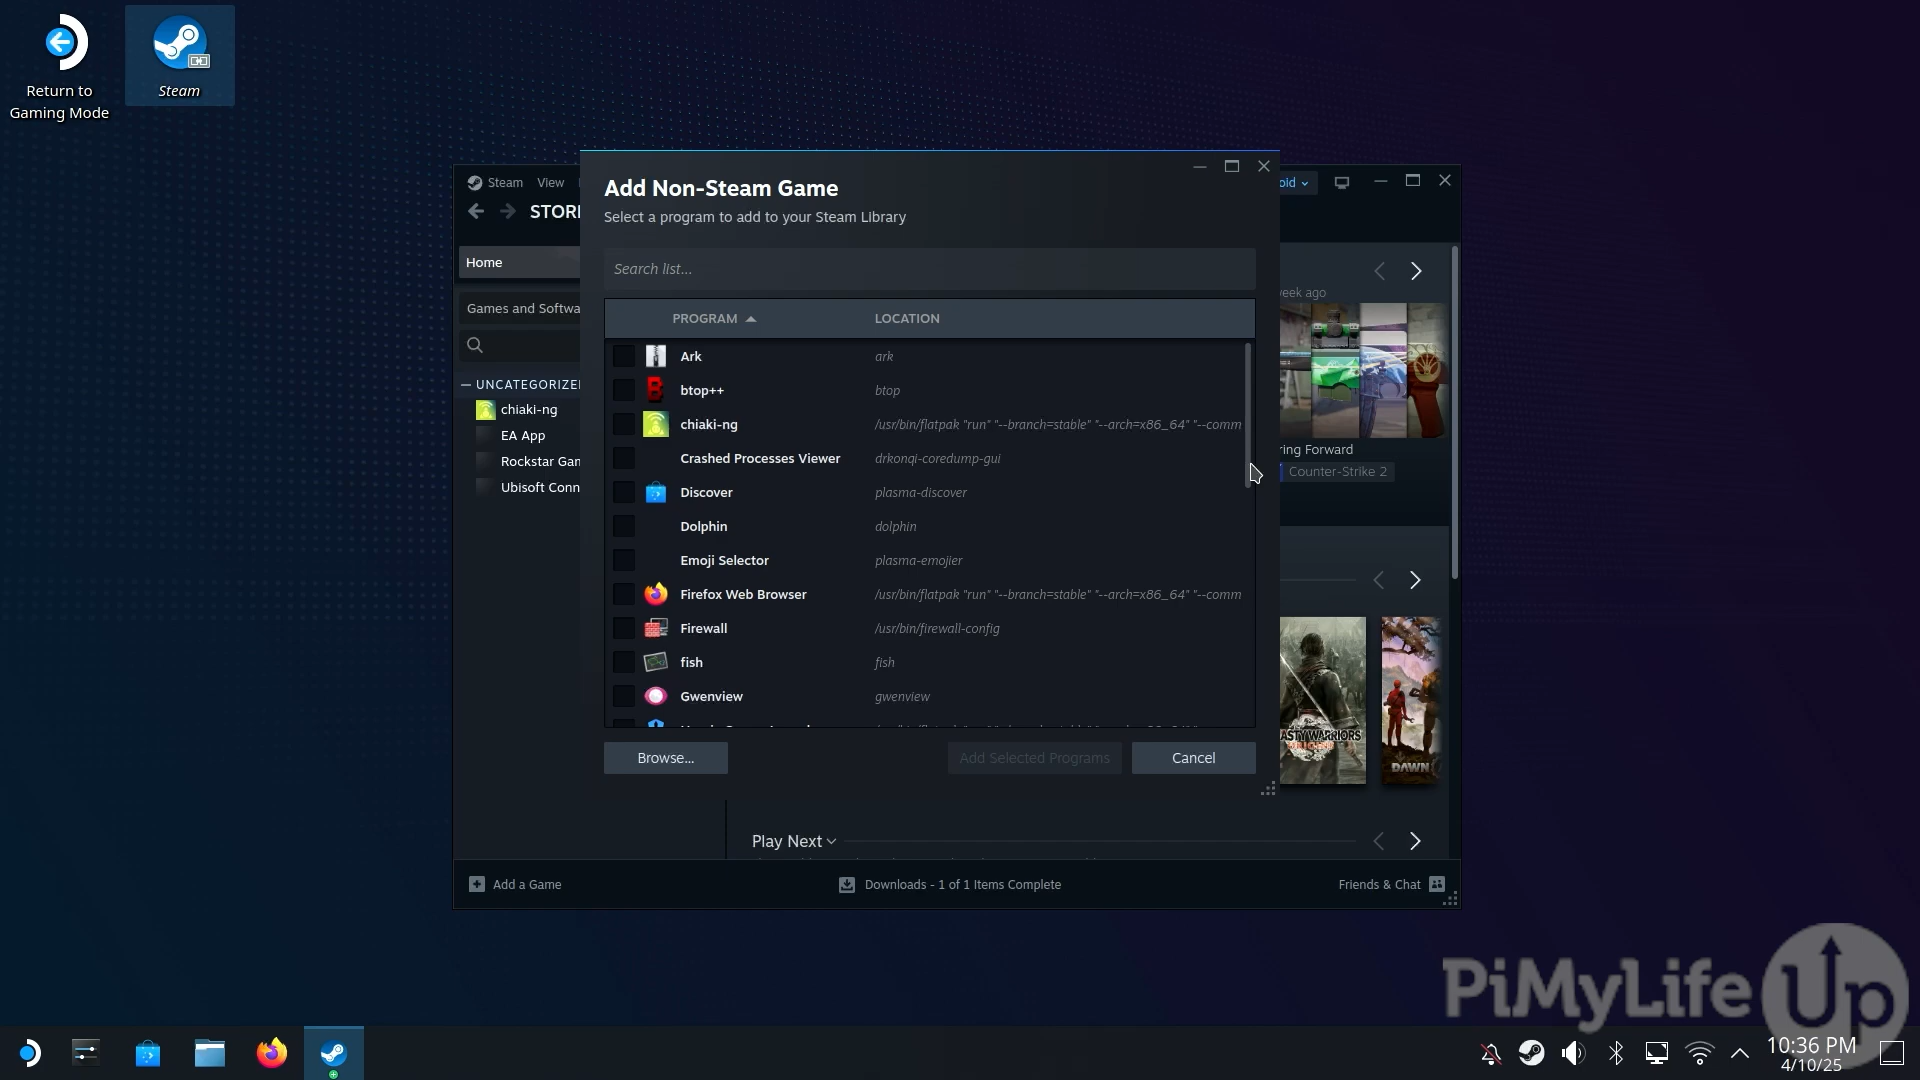 Return to
Gaming Mode
Steam
Steam View
STORE
Home
Games and Softwa
UNCATEGORIZED
chiaki-ng
EA App
Rockstar Gam
Ubisoft Conn
Add Non-Steam Game
Select a program to add to your Steam Library
Search list...
PROGRAM LOCATION
Ark ark
btop++ btop
chiaki-ng /usr/bin/flatpak "run" "--branch=stable" "--arch=x86_64" "--comm
Crashed Processes Viewer drkonqi-coredump-gui
Discover plasma-discover
Dolphin dolphin
Emoji Selector plasma-emojier
Firefox Web Browser /usr/bin/flatpak "run" "--branch=stable" "--arch=x86_64" "--comm
Firewall /usr/bin/firewall-config
fish fish
Gwenview gwenview
Browse... Add Selected Programs Cancel
oid
eek ago
ring Forward
Counter-Strike 2
ASTY WARRIORS
DAWN
Play Next
Add a Game
Downloads - 1 of 1 Items Complete
Friends & Chat
PiMyLifeUp
10:36 PM
4/10/25